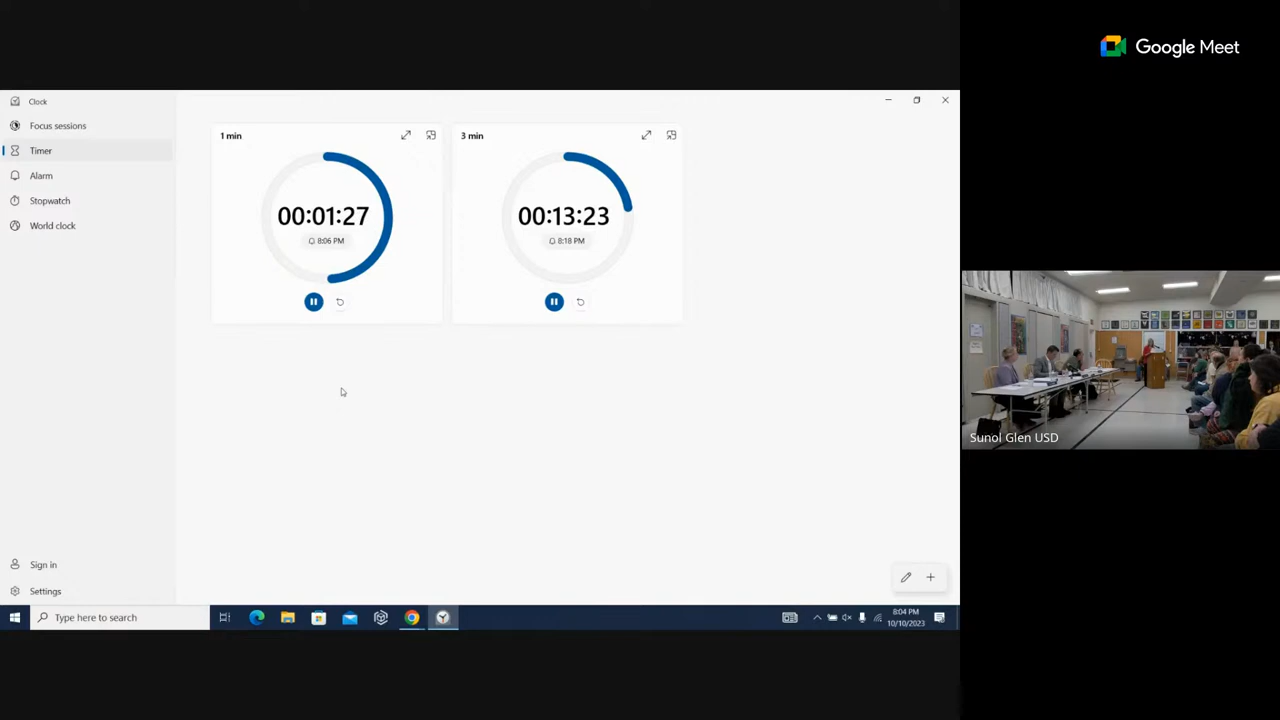 Google Meet
Clock
Focus sessions
Timer
Alarm
Stopwatch
World clock
Sign in
Settings
1 min
00:01:27
8:06 PM
3 min
00:13:23
8:18 PM
Type here to search
8:04 PM
10/10/2023
Sunol Glen USD